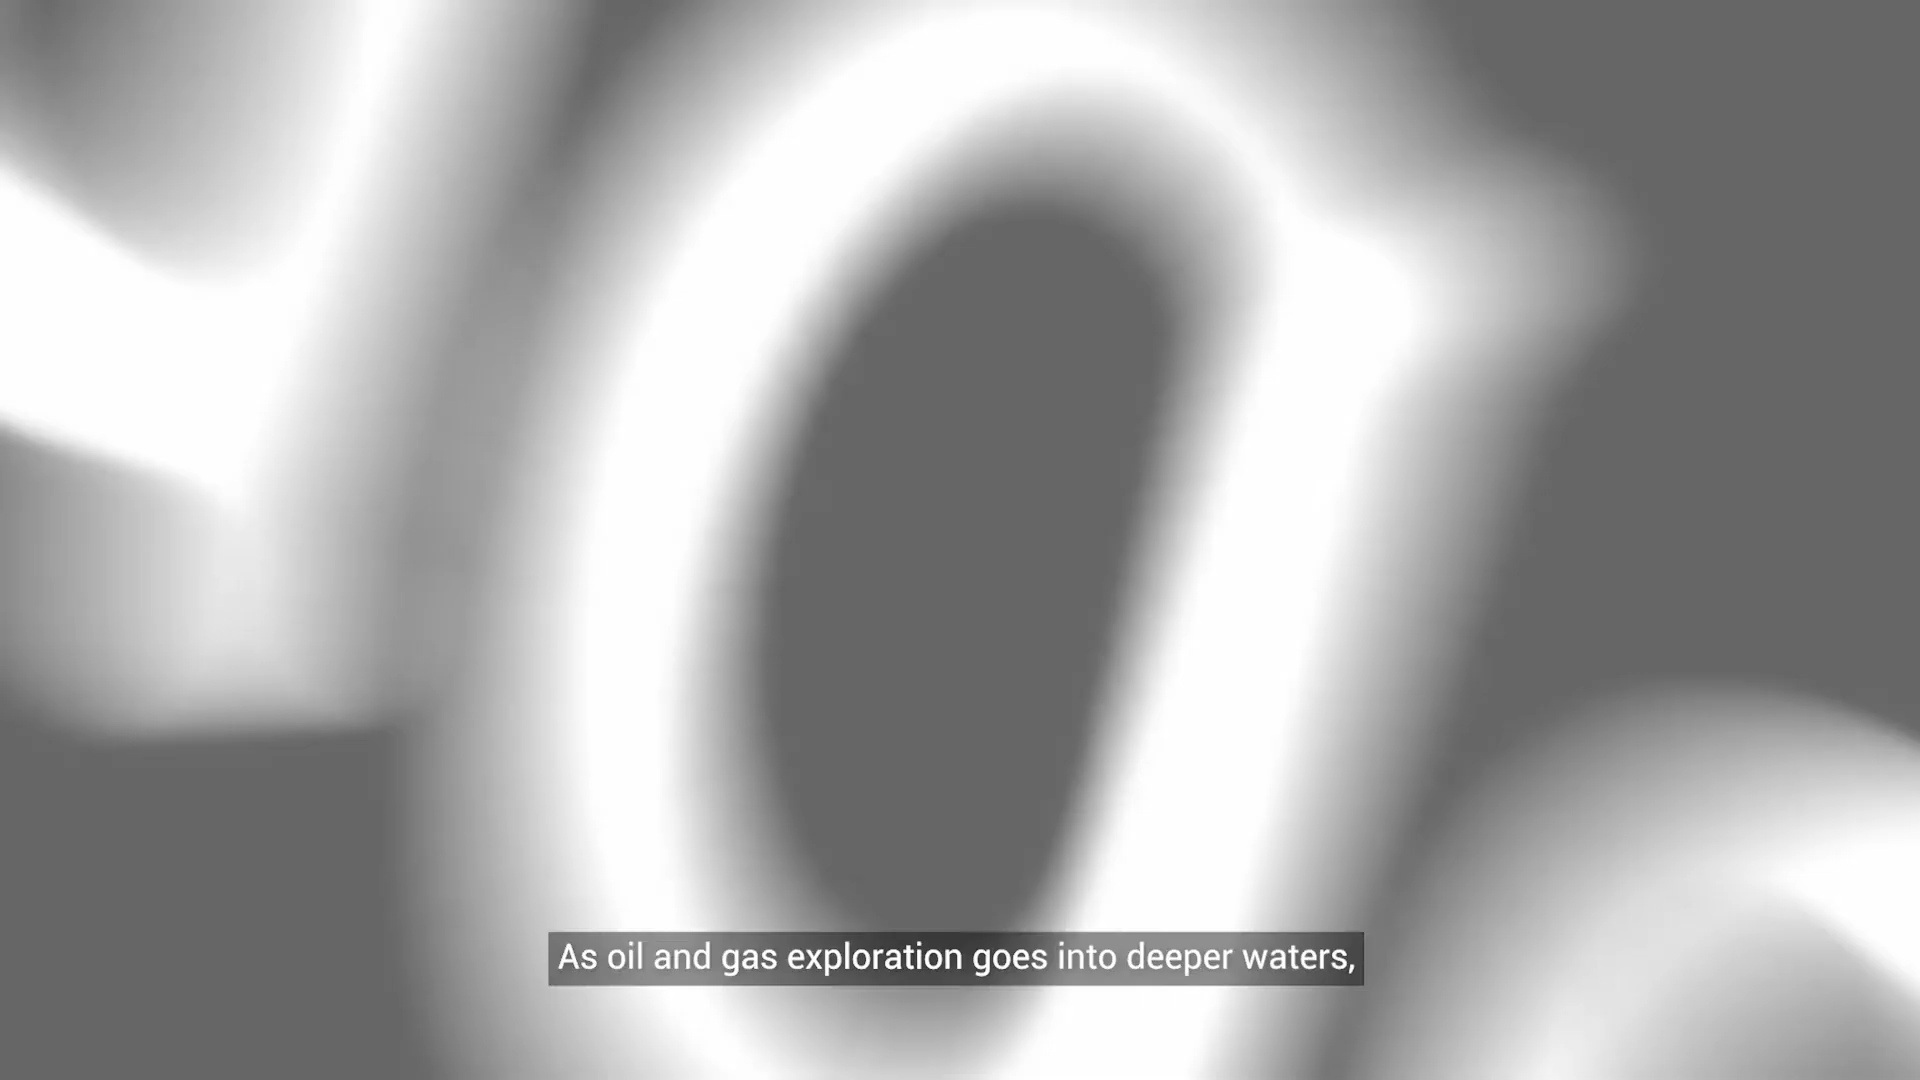 As oil and gas exploration goes into deeper waters,